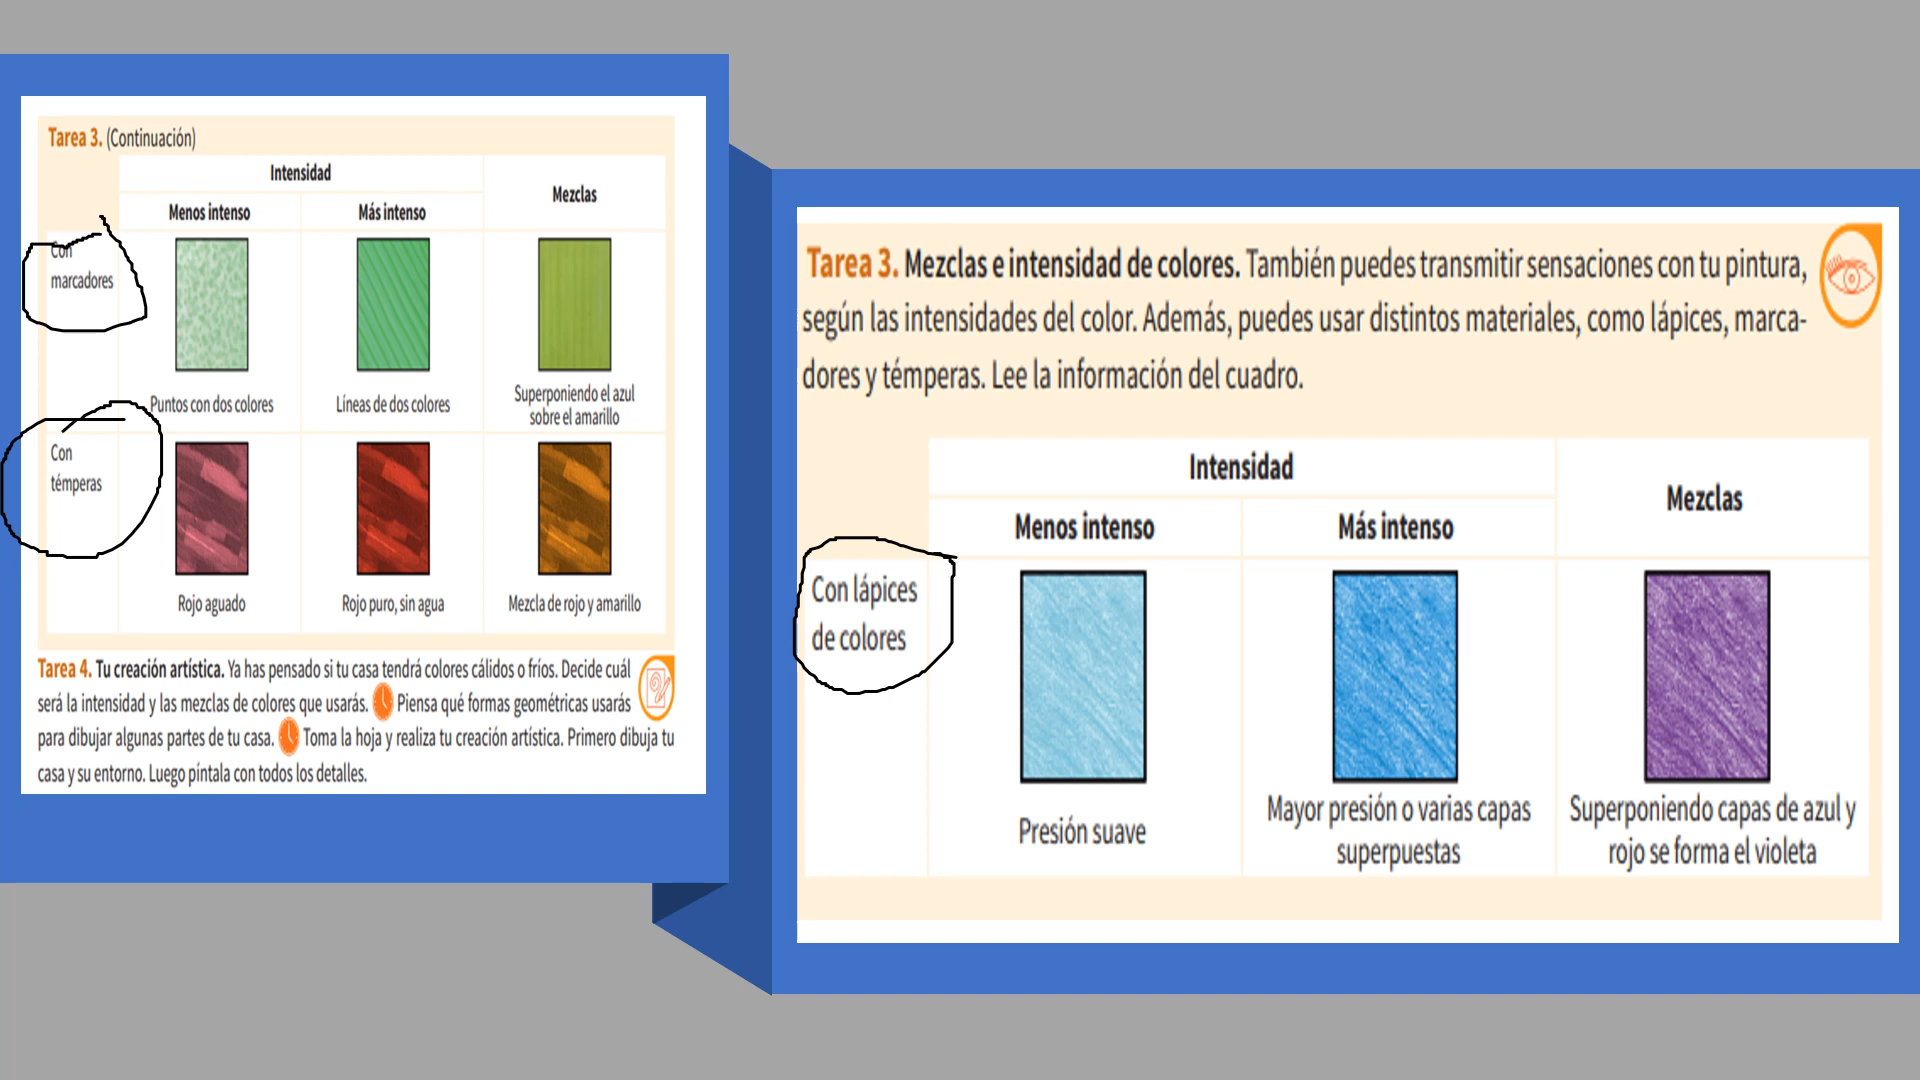 Tarea 3. (Continuación)
Intensidad
Mezclas
Menos intenso
Más intenso
Con
marcadores
Puntos con dos colores
Líneas de dos colores
Superponiendo el azul
sobre el amarillo
Con
témperas
Rojo aguado
Rojo puro, sin agua
Mezcla de rojo y amarillo
Tarea 4. Tu creación artística. Ya has pensado si tu casa tendrá colores cálidos o fríos. Decide cuál
será la intensidad y las mezclas de colores que usarás. Piensa qué formas geométricas usarás
para dibujar algunas partes de tu casa. Toma la hoja y realiza tu creación artística. Primero dibuja tu
casa y su entorno. Luego píntala con todos los detalles.
Tarea 3. Mezclas e intensidad de colores. También puedes transmitir sensaciones con tu pintura,
según las intensidades del color. Además, puedes usar distintos materiales, como lápices, marca-
dores y témperas. Lee la información del cuadro.
Intensidad
Mezclas
Menos intenso
Más intenso
Con lápices
de colores
Presión suave
Mayor presión o varias capas
superpuestas
Superponiendo capas de azul y
rojo se forma el violeta